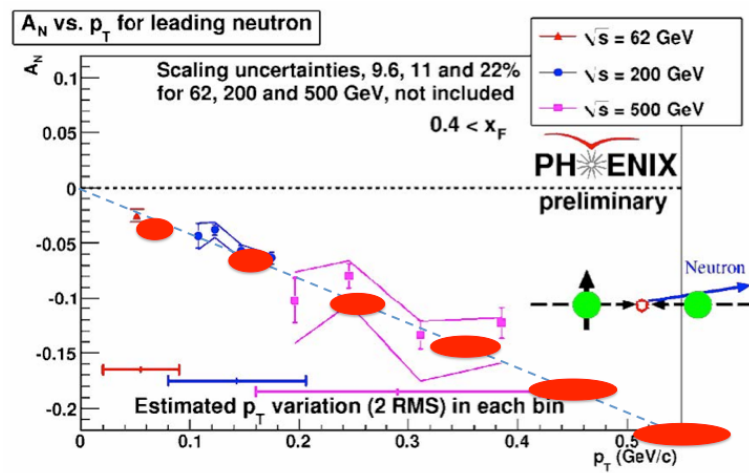 A_N vs. p_T for leading neutron
√s = 62 GeV
√s = 200 GeV
√s = 500 GeV
Scaling uncertainties, 9.6, 11 and 22%
for 62, 200 and 500 GeV, not included
0.4 < x_F
PHENIX
preliminary
Neutron
A_N
0.1
0.05
0
-0.05
-0.1
-0.15
-0.2
Estimated p_T variation (2 RMS) in each bin
0
0.1
0.2
0.3
0.4
p_T (GeV/c)